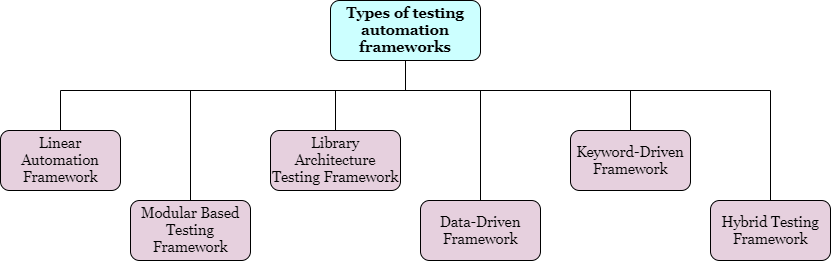 Types of testing
automation
frameworks
Linear
Automation
Framework
Modular Based
Testing
Framework
Library
Architecture
Testing Framework
Data-Driven
Framework
Keyword-Driven
Framework
Hybrid Testing
Framework